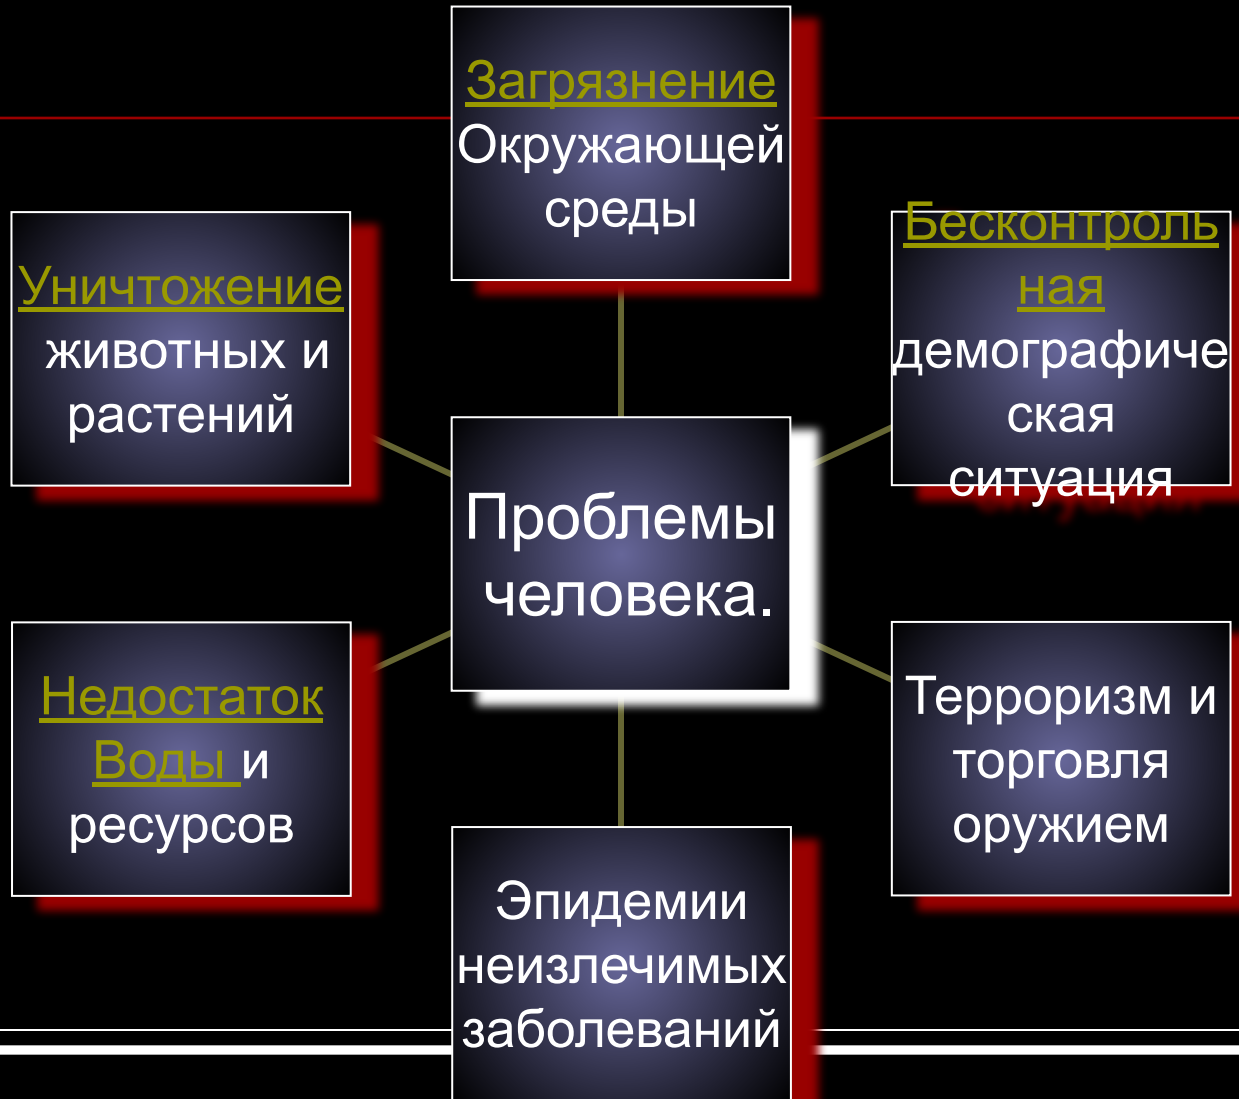 Загрязнение
Окружающей
среды
Бесконтроль
ная
демографиче
ская
ситуация
Уничтожение
животных и
растений
Проблемы
человека.
Недостаток
Воды и
ресурсов
Терроризм и
торговля
оружием
Эпидемии
неизлечимых
заболеваний